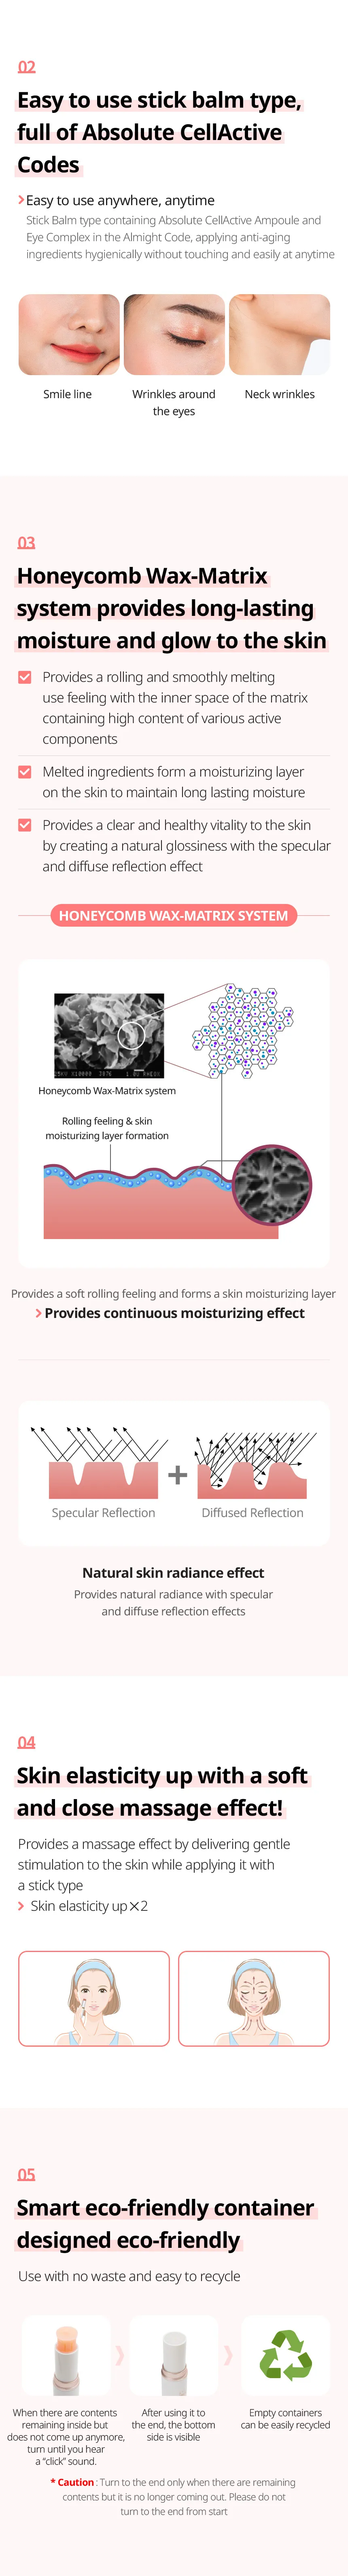 02
Easy to use stick balm type,
full of Absolute CellActive
Codes
Easy to use anywhere, anytime
Stick Balm type containing Absolute CellActive Ampoule and
Eye Complex in the Almight Code, applying anti-aging
ingredients hygienically without touching and easily at anytime
Smile line
Wrinkles around
the eyes
Neck wrinkles
03
Honeycomb Wax-Matrix
system provides long-lasting
moisture and glow to the skin
Provides a rolling and smoothly melting
use feeling with the inner space of the matrix
containing high content of various active
components
Melted ingredients form a moisturizing layer
on the skin to maintain long lasting moisture
Provides a clear and healthy vitality to the skin
by creating a natural glossiness with the specular
and diffuse reflection effect
HONEYCOMB WAX-MATRIX SYSTEM
Honeycomb Wax-Matrix system
Rolling feeling & skin
moisturizing layer formation
Provides a soft rolling feeling and forms a skin moisturizing layer
Provides continuous moisturizing effect
+
Specular Reflection
Diffused Reflection
Natural skin radiance effect
Provides natural radiance with specular
and diffuse reflection effects
04
Skin elasticity up with a soft
and close massage effect!
Provides a massage effect by delivering gentle
stimulation to the skin while applying it with
a stick type
Skin elasticity up×2
05
Smart eco-friendly container
designed eco-friendly
Use with no waste and easy to recycle
When there are contents
remaining inside but
does not come up anymore,
turn until you hear
a “click” sound.
After using it to
the end, the bottom
side is visible
Empty containers
can be easily recycled
* Caution : Turn to the end only when there are remaining
contents but it is no longer coming out. Please do not
turn to the end from start